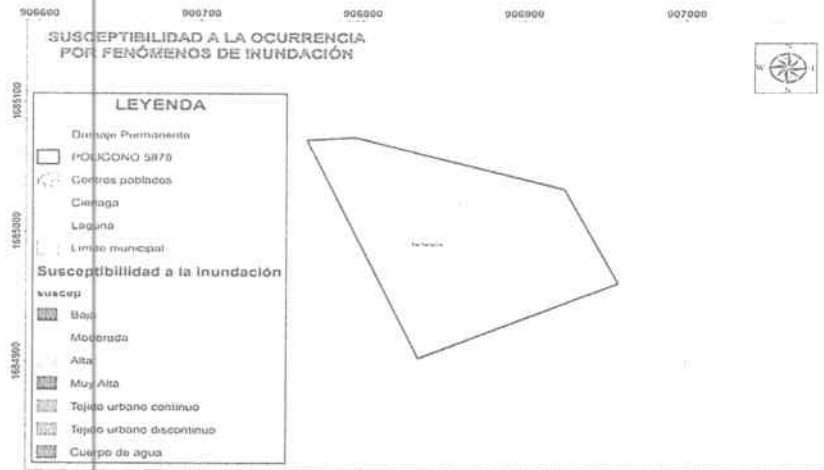 906600 906700 906800 906900 907000
SUSCEPTIBILIDAD A LA OCURRENCIA
POR FENÓMENOS DE INUNDACIÓN
N
W
S
1685100
1685000
1684900
LEYENDA
Drenaje Permanente
POLIGONO 5878
Centros poblados
Cienaga
Laguna
Limite municipal
Susceptibilidad a la inundación
suscep
Baja
Moderada
Alta
Muy Alta
Tejido urbano continuo
Tejido urbano discontinuo
Cuerpo de agua